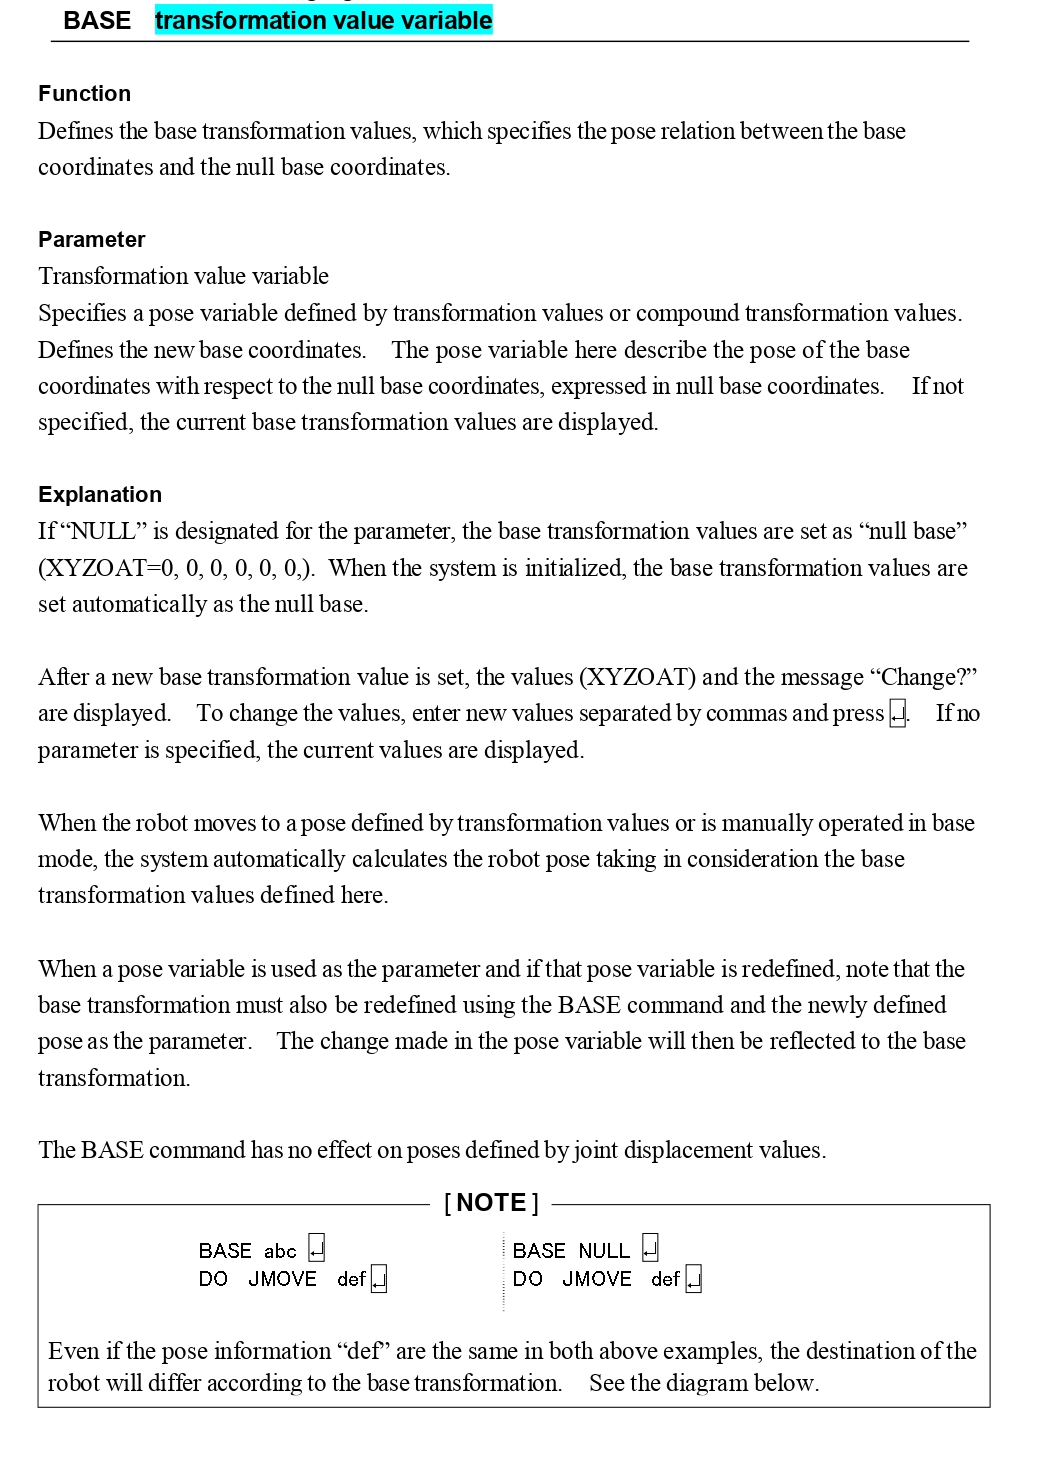 BASE transformation value variable
Function
Defines the base transformation values, which specifies the pose relation between the base
coordinates and the null base coordinates.
Parameter
Transformation value variable
Specifies a pose variable defined by transformation values or compound transformation values.
Defines the new base coordinates. The pose variable here describe the pose of the base
coordinates with respect to the null base coordinates, expressed in null base coordinates. If not
specified, the current base transformation values are displayed.
Explanation
If “NULL” is designated for the parameter, the base transformation values are set as “null base”
(XYZOAT=0, 0, 0, 0, 0, 0,). When the system is initialized, the base transformation values are
set automatically as the null base.
After a new base transformation value is set, the values (XYZOAT) and the message “Change?”
are displayed. To change the values, enter new values separated by commas and press ↵. If no
parameter is specified, the current values are displayed.
When the robot moves to a pose defined by transformation values or is manually operated in base
mode, the system automatically calculates the robot pose taking in consideration the base
transformation values defined here.
When a pose variable is used as the parameter and if that pose variable is redefined, note that the
base transformation must also be redefined using the BASE command and the newly defined
pose as the parameter. The change made in the pose variable will then be reflected to the base
transformation.
The BASE command has no effect on poses defined by joint displacement values.
[ NOTE ]
BASE abc ↵ BASE NULL ↵
DO JMOVE def ↵ DO JMOVE def ↵
Even if the pose information “def” are the same in both above examples, the destination of the
robot will differ according to the base transformation. See the diagram below.